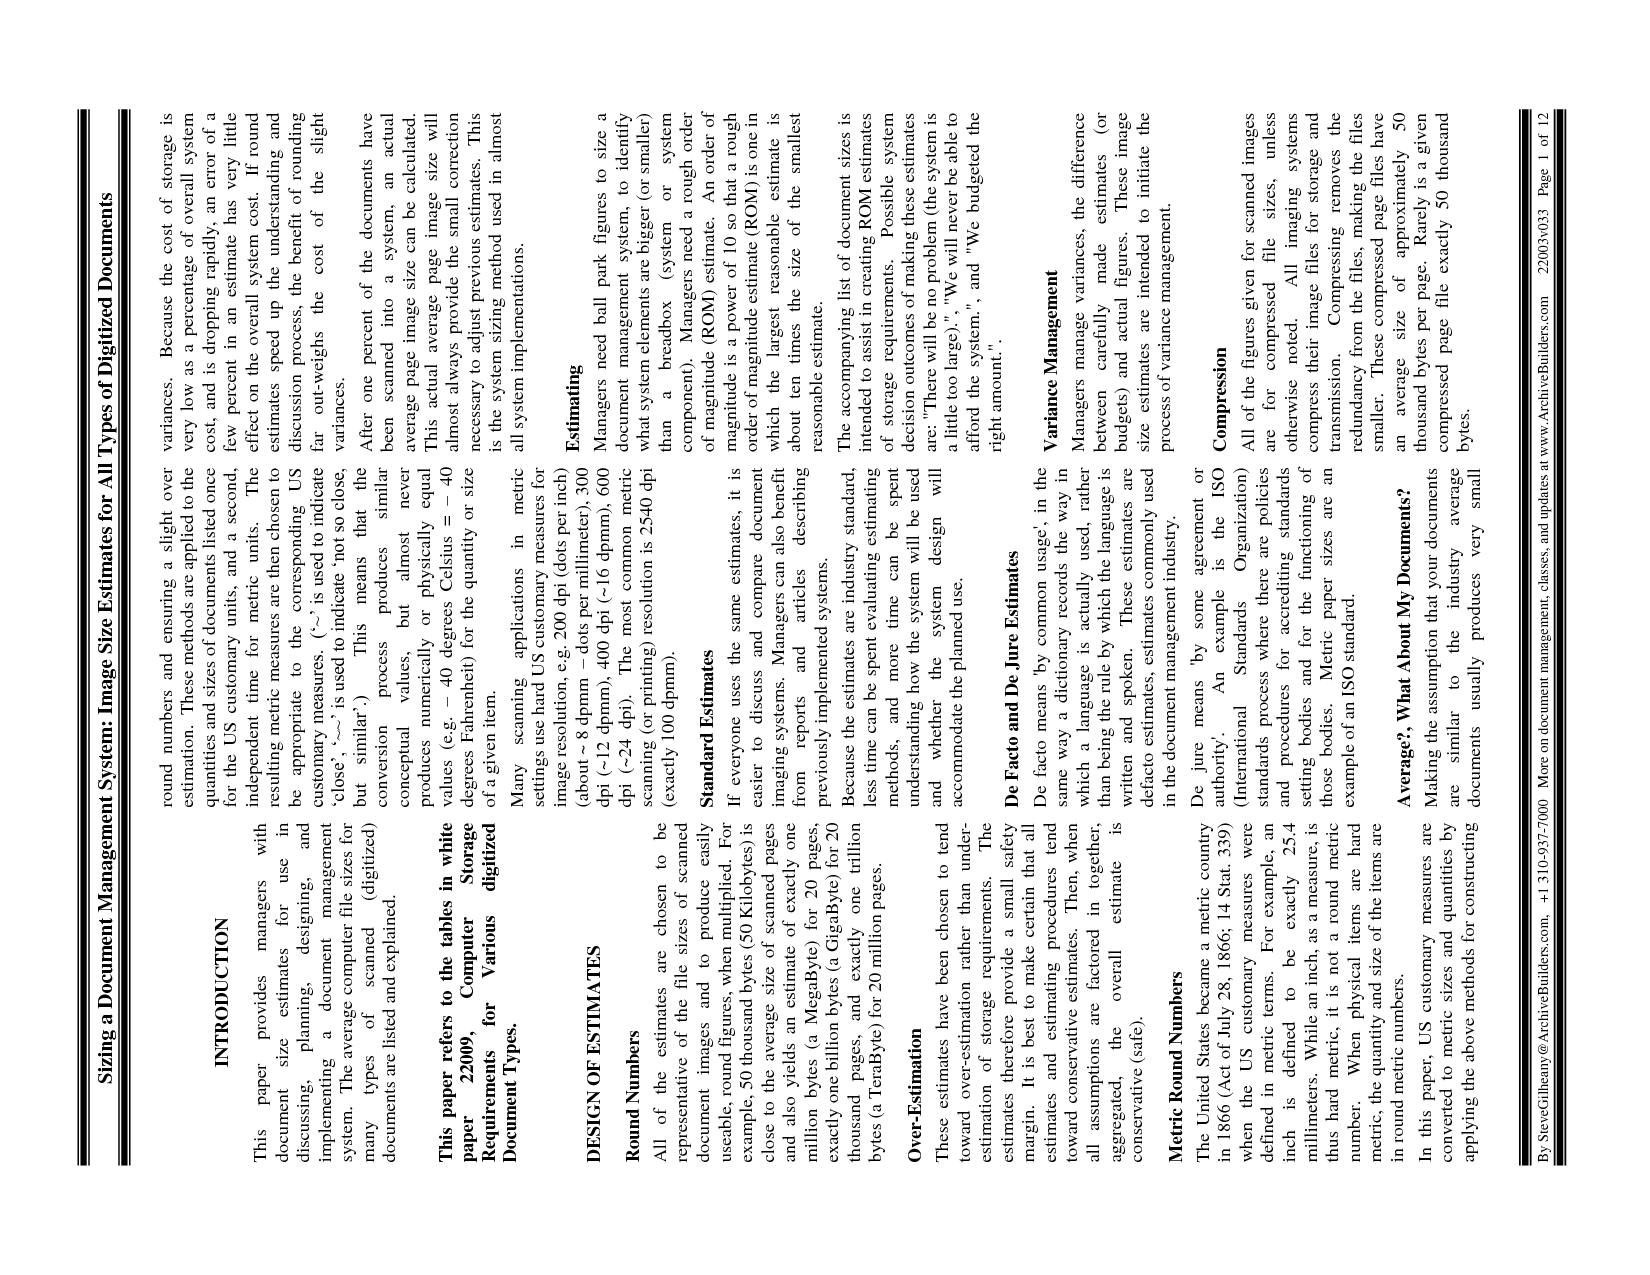 Sizing a Document Management System: Image Size Estimates for All Types of Digitized Documents
INTRODUCTION
This paper provides managers with
document size estimates for use in
discussing, planning, designing, and
implementing a document management
system. The average computer file sizes for
many types of scanned (digitized)
documents are listed and explained.
This paper refers to the tables in white
paper 22009, Computer Storage
Requirements for Various digitized
Document Types.
DESIGN OF ESTIMATES
Round Numbers
All of the estimates are chosen to be
representative of the file sizes of scanned
document images and to produce easily
useable, round figures, when multiplied. For
example, 50 thousand bytes (50 Kilobytes) is
close to the average size of scanned pages
and also yields an estimate of exactly one
million bytes (a MegaByte) for 20 pages,
exactly one billion bytes (a GigaByte) for 20
thousand pages, and exactly one trillion
bytes (a TeraByte) for 20 million pages.
Over-Estimation
These estimates have been chosen to tend
toward over-estimation rather than under-
estimation of storage requirements. The
estimates therefore provide a small safety
margin. It is best to make certain that all
estimates and estimating procedures tend
toward conservative estimates. Then, when
all assumptions are factored in together,
aggregated, the overall estimate is
conservative (safe).
Metric Round Numbers
The United States became a metric country
in 1866 (Act of July 28, 1866; 14 Stat. 339)
when the US customary measures were
defined in metric terms. For example, an
inch is defined to be exactly 25.4
millimeters. While an inch, as a measure, is
thus hard metric, it is not a round metric
number. When physical items are hard
metric, the quantity and size of the items are
in round metric numbers.
In this paper, US customary measures are
converted to metric sizes and quantities by
applying the above methods for constructing
round numbers and ensuring a slight over
estimation. These methods are applied to the
quantities and sizes of documents listed once
for the US customary units, and a second,
independent time for metric units. The
resulting metric measures are then chosen to
be appropriate to the corresponding US
customary measures. (‘~’ is used to indicate
‘close’, ‘~~’ is used to indicate ‘not so close,
but similar’.) This means that the
conversion process produces similar
conceptual values, but almost never
produces numerically or physically equal
values (e.g. – 40 degrees Celsius = – 40
degrees Fahrenheit) for the quantity or size
of a given item.
Many scanning applications in metric
settings use hard US customary measures for
image resolution, e.g. 200 dpi (dots per inch)
(about ~ 8 dpmm – dots per millimeter), 300
dpi (~12 dpmm), 400 dpi (~16 dpmm), 600
dpi (~24 dpi). The most common metric
scanning (or printing) resolution is 2540 dpi
(exactly 100 dpmm).
Standard Estimates
If everyone uses the same estimates, it is
easier to discuss and compare document
imaging systems. Managers can also benefit
from reports and articles describing
previously implemented systems.
Because the estimates are industry standard,
less time can be spent evaluating estimating
methods, and more time can be spent
understanding how the system will be used
and whether the system design will
accommodate the planned use.
De Facto and De Jure Estimates
De facto means 'by common usage', in the
same way a dictionary records the way in
which a language is actually used, rather
than being the rule by which the language is
written and spoken. These estimates are
defacto estimates, estimates commonly used
in the document management industry.
De jure means 'by some agreement or
authority'. An example is the ISO
(International Standards Organization)
standards process where there are policies
and procedures for accrediting standards
setting bodies and for the functioning of
those bodies. Metric paper sizes are an
example of an ISO standard.
Average?, What About My Documents?
Making the assumption that your documents
are similar to the industry average
documents usually produces very small
variances. Because the cost of storage is
very low as a percentage of overall system
cost, and is dropping rapidly, an error of a
few percent in an estimate has very little
effect on the overall system cost. If round
estimates speed up the understanding and
discussion process, the benefit of rounding
far out-weighs the cost of the slight
variances.
After one percent of the documents have
been scanned into a system, an actual
average page image size can be calculated.
This actual average page image size will
almost always provide the small correction
necessary to adjust previous estimates. This
is the system sizing method used in almost
all system implementations.
Estimating
Managers need ball park figures to size a
document management system, to identify
what system elements are bigger (or smaller)
than a breadbox (system or system
component). Managers need a rough order
of magnitude (ROM) estimate. An order of
magnitude is a power of 10 so that a rough
order of magnitude estimate (ROM) is one in
which the largest reasonable estimate is
about ten times the size of the smallest
reasonable estimate.
The accompanying list of document sizes is
intended to assist in creating ROM estimates
of storage requirements. Possible system
decision outcomes of making these estimates
are: "There will be no problem (the system is
a little too large).", "We will never be able to
afford the system.", and "We budgeted the
right amount.".
Variance Management
Managers manage variances, the difference
between carefully made estimates (or
budgets) and actual figures. These image
size estimates are intended to initiate the
process of variance management.
Compression
All of the figures given for scanned images
are for compressed file sizes, unless
otherwise noted. All imaging systems
compress their image files for storage and
transmission. Compressing removes the
redundancy from the files, making the files
smaller. These compressed page files have
an average size of approximately 50
thousand bytes per page. Rarely is a given
compressed page file exactly 50 thousand
bytes.
By SteveGilheany@ArchiveBuilders.com, +1 310-937-7000 More on document management, classes, and updates at www.ArchiveBuilders.com 22003v033 Page 1 of 12